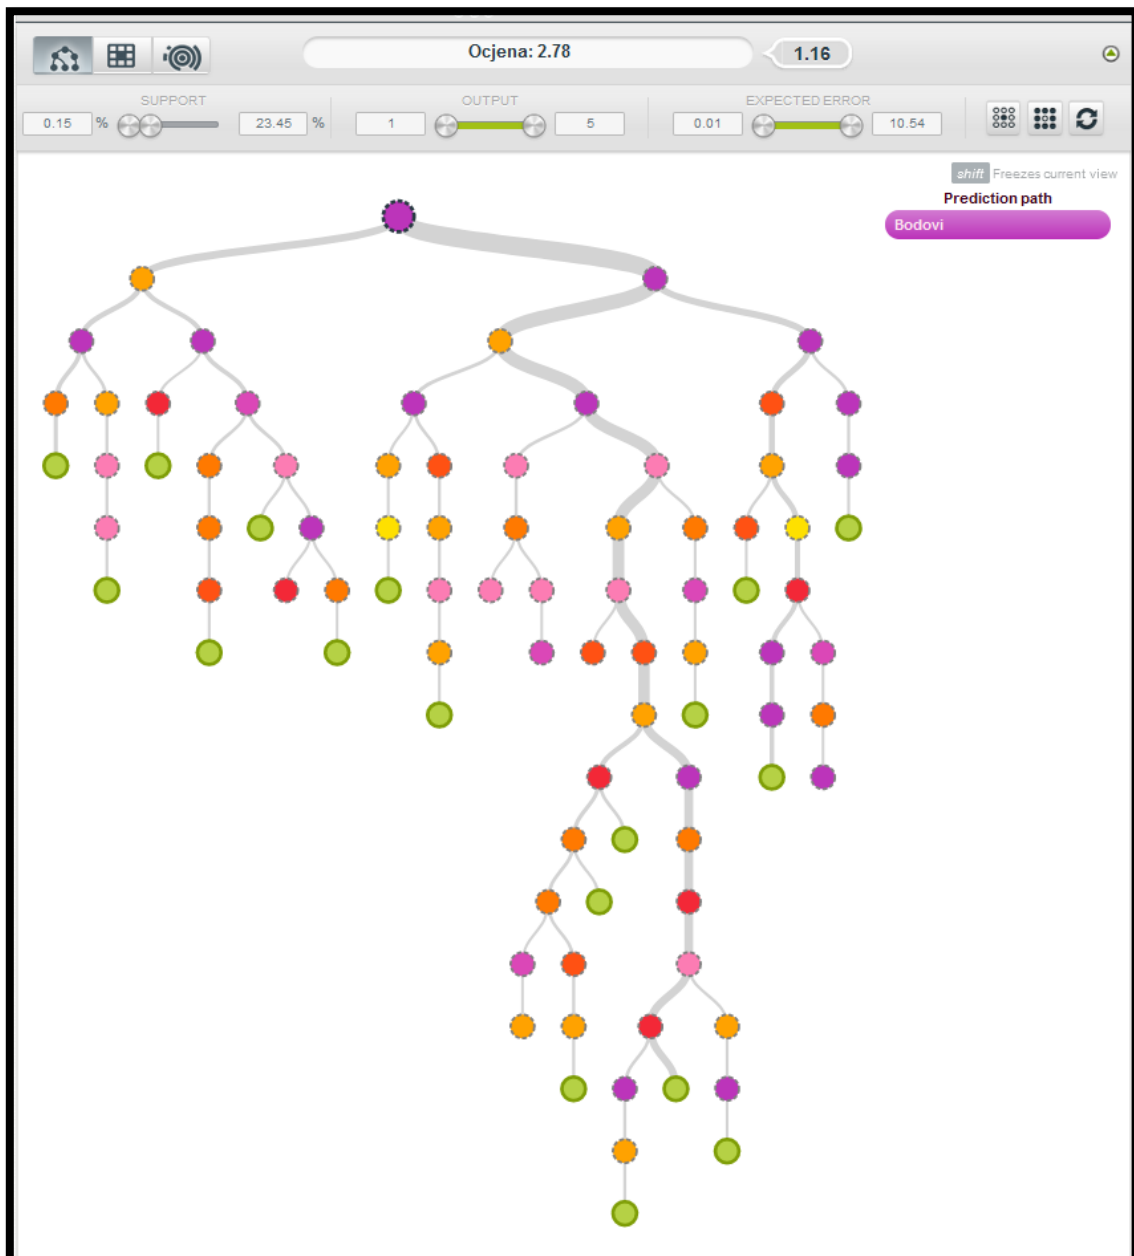 Ocjena: 2.78
1.16
SUPPORT
OUTPUT
EXPECTED ERROR
0.15 %
23.45 %
1
5
0.01
10.54
shift Freezes current view
Prediction path
Bodovi